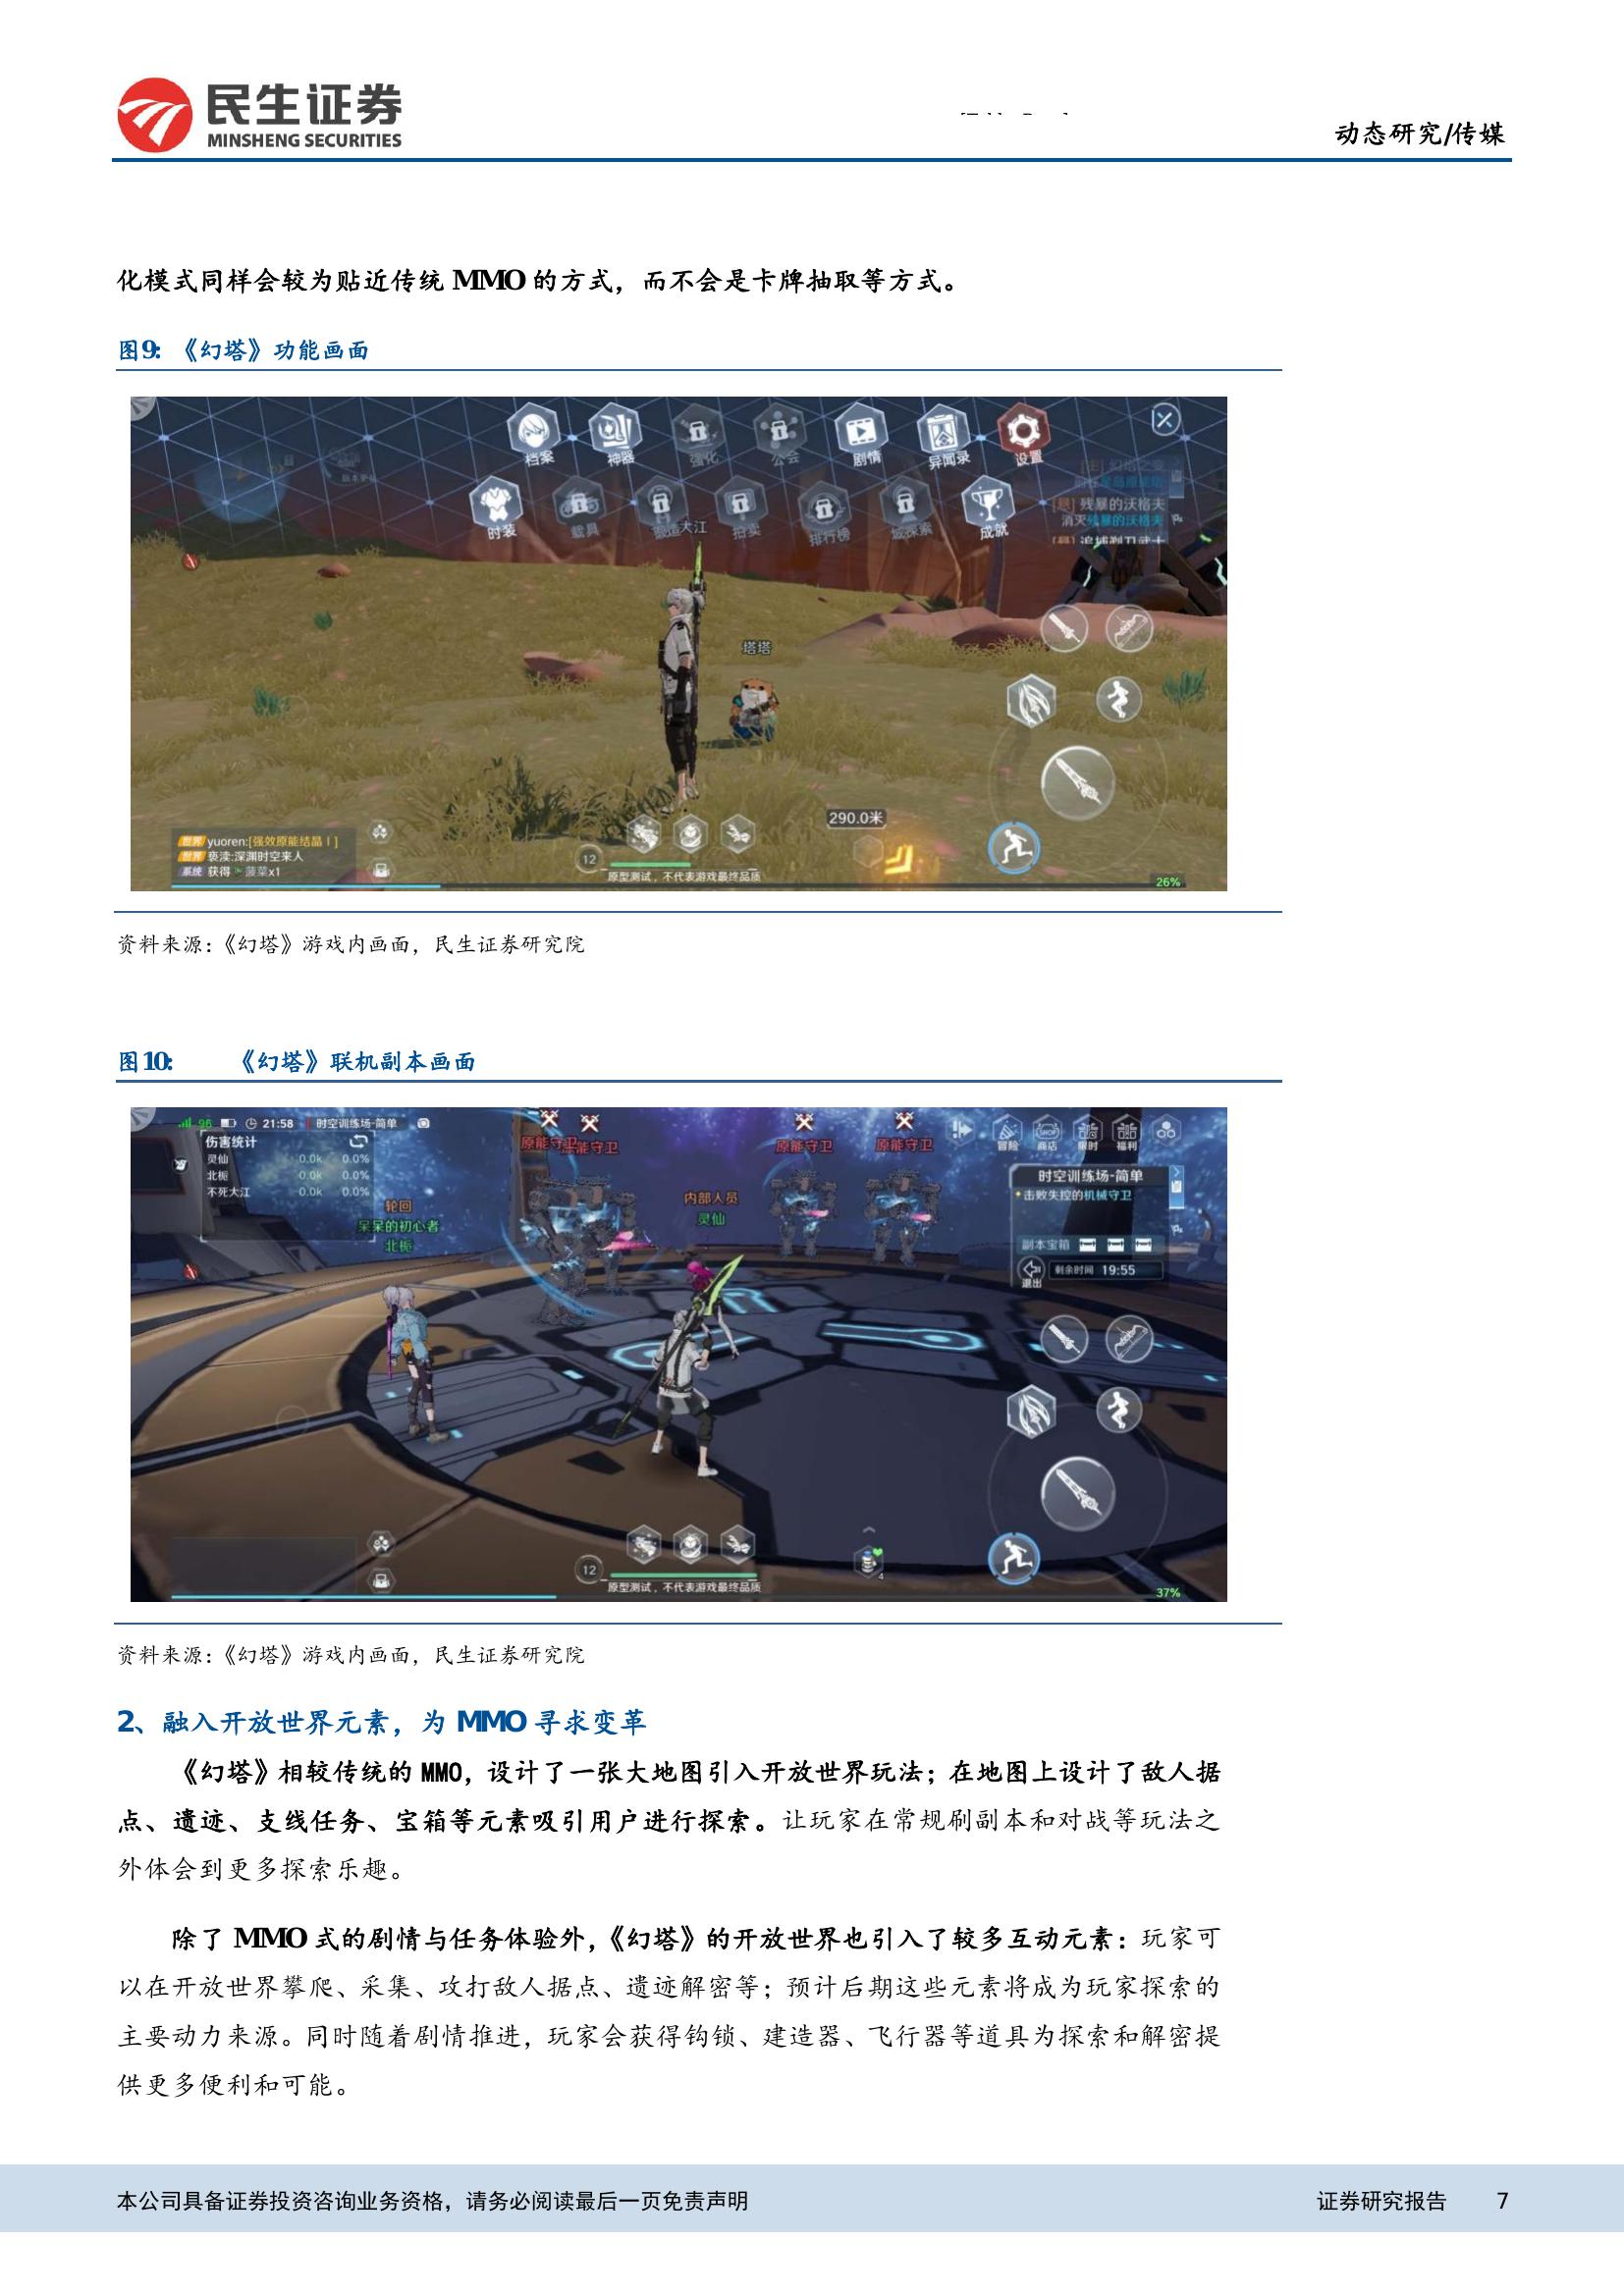 民生证券
MINSHENG SECURITIES
动态研究/传媒
化模式同样会较为贴近传统 MMO 的方式，而不会是卡牌抽取等方式。
图9: 《幻塔》功能画面
档案 神器 强化 公会 剧情 异闻录 设置
时装 载具 大江 拍卖 排行榜 成就
残暴的沃格夫
消灭残暴的沃格夫
塔塔
290.0米
世界 yuoren:[强效原能结晶 I ]
世界 亵渎:深渊时空来人
系统 获得 菠菜x1
12
原型测试，不代表游戏最终品质
26%
资料来源：《幻塔》游戏内画面，民生证券研究院
图10: 《幻塔》联机副本画面
96 21:58 时空训练场-简单
伤害统计
灵仙 0.0k 0.0%
北栀 0.0k 0.0%
不死大江 0.0k 0.0%
原能守卫 原能守卫 原能守卫
冒险 商店 限时 福利
轮回
呆呆的初心者
北栀
内部人员
灵仙
时空训练场-简单
击败失控的机械守卫
副本宝箱
退出 剩余时间 19:55
12
4
原型测试，不代表游戏最终品质
37%
资料来源：《幻塔》游戏内画面，民生证券研究院
2、融入开放世界元素，为 MMO 寻求变革
《幻塔》相较传统的 MMO，设计了一张大地图引入开放世界玩法；在地图上设计了敌人据
点、遗迹、支线任务、宝箱等元素吸引用户进行探索。让玩家在常规刷副本和对战等玩法之
外体会到更多探索乐趣。
除了 MMO 式的剧情与任务体验外，《幻塔》的开放世界也引入了较多互动元素：玩家可
以在开放世界攀爬、采集、攻打敌人据点、遗迹解密等；预计后期这些元素将成为玩家探索的
主要动力来源。同时随着剧情推进，玩家会获得钩锁、建造器、飞行器等道具为探索和解密提
供更多便利和可能。
本公司具备证券投资咨询业务资格，请务必阅读最后一页免责声明 证券研究报告 7